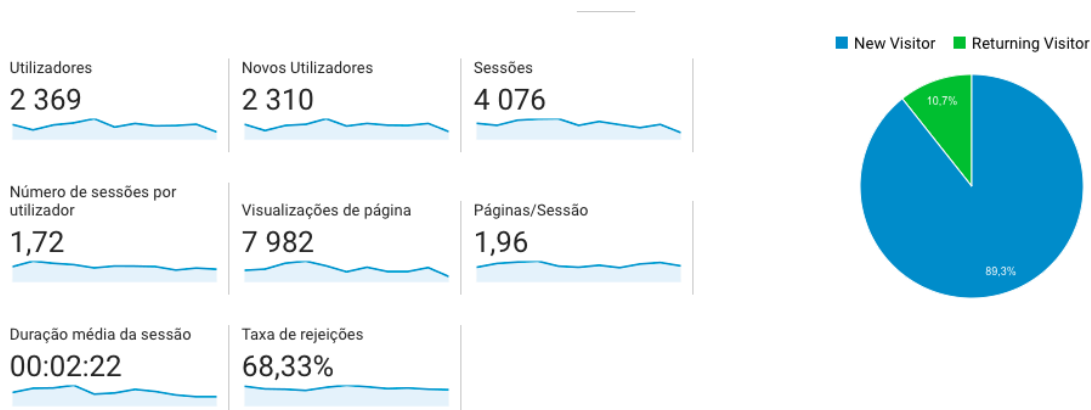 New Visitor
Returning Visitor
Utilizadores
2 369
Novos Utilizadores
2 310
Sessões
4 076
10,7%
89,3%
Número de sessões por
utilizador
1,72
Visualizações de página
7 982
Páginas/Sessão
1,96
Duração média da sessão
00:02:22
Taxa de rejeições
68,33%